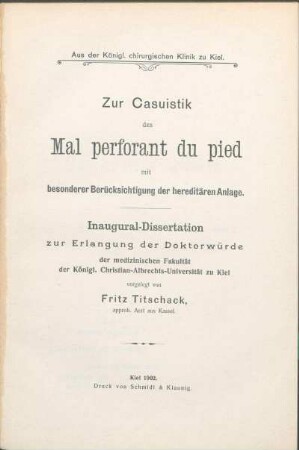 Aus der Königl. chirurgischen Klinik zu Kiel.
Zur Casuistik
des
Mal perforant du pied
mit
besonderer Berücksichtigung der hereditären Anlage.
Inaugural-Dissertation
zur Erlangung der Doktorwürde
der medizinischen Fakultät
der Königl. Christian-Albrechts-Universität zu Kiel
vorgelegt von
Fritz Titschack,
approb. Arzt aus Kassel.
Kiel 1903.
Druck von Schmidt & Klaunig.